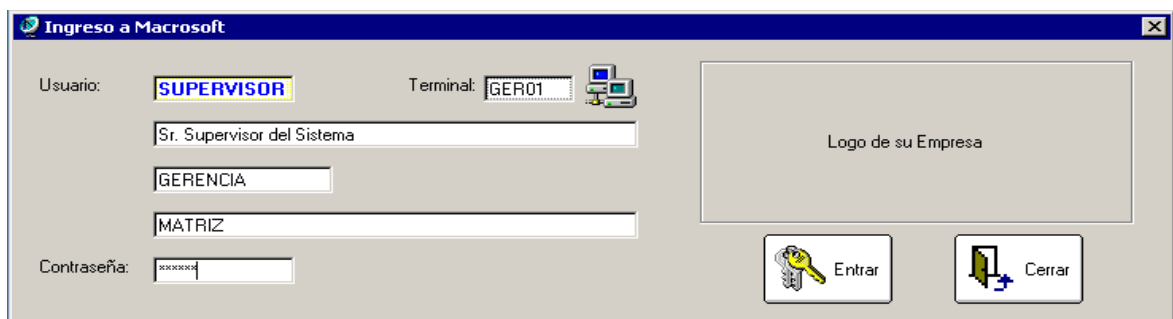 Ingreso a Macrosoft
Usuario: SUPERVISOR Terminal: GER01
Sr. Supervisor del Sistema
GERENCIA
MATRIZ
Contraseña: ******
Logo de su Empresa
Entrar Cerrar